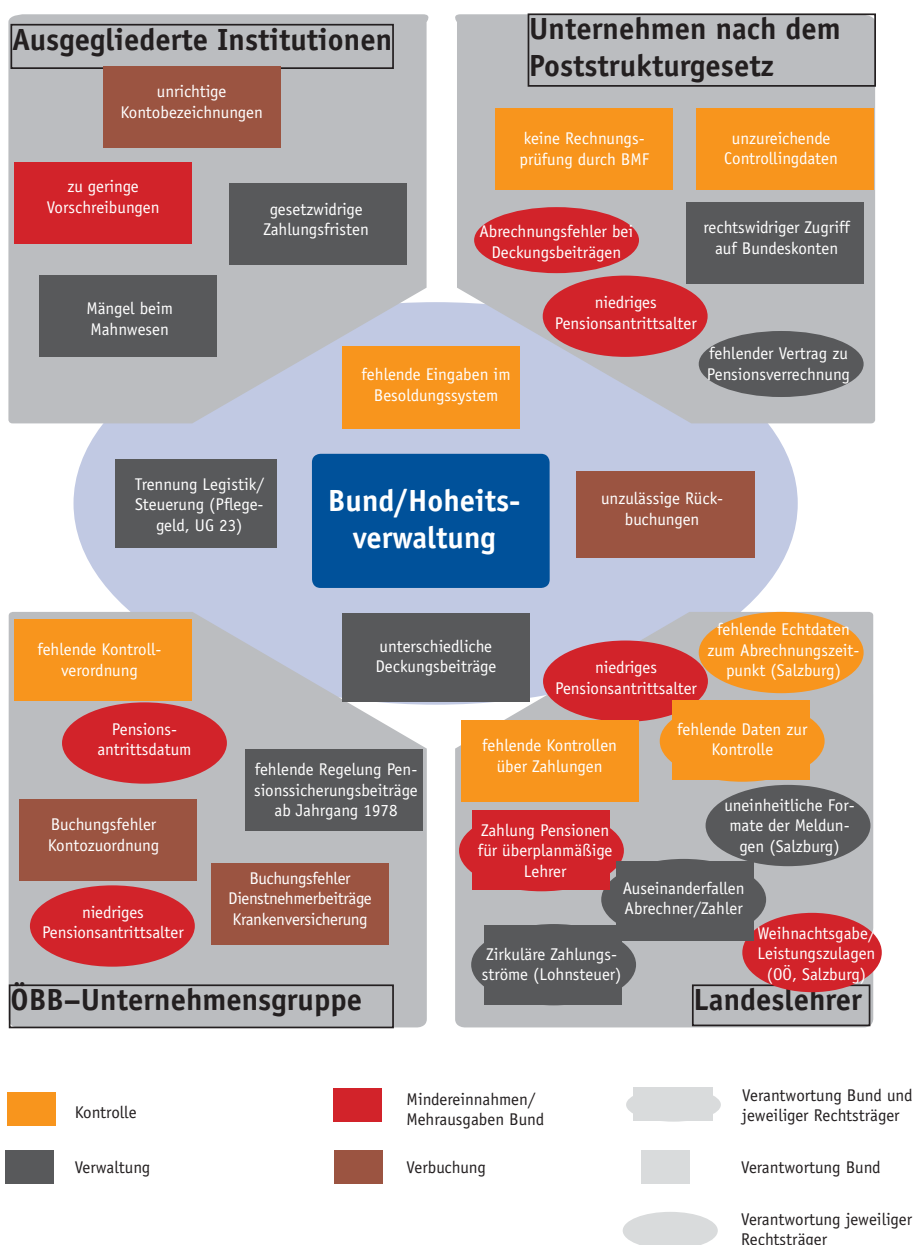 Ausgegliederte Institutionen
unrichtige
Kontobezeichnungen
zu geringe
Vorschreibungen
gesetzwidrige
Zahlungsfristen
Mängel beim
Mahnwesen
Unternehmen nach dem
Poststrukturgesetz
keine Rechnungs-
prüfung durch BMF
unzureichende
Controllingdaten
Abrechnungsfehler bei
Deckungsbeiträgen
rechtswidriger Zugriff
auf Bundeskonten
niedriges
Pensionsantrittsalter
fehlender Vertrag zu
Pensionsverrechnung
fehlende Eingaben im
Besoldungssystem
Trennung Legistik/
Steuerung (Pflege-
geld, UG 23)
Bund/Hoheits-
verwaltung
unzulässige Rück-
buchungen
unterschiedliche
Deckungsbeiträge
fehlende Kontroll-
verordnung
Pensions-
antrittsdatum
fehlende Regelung Pen-
sionssicherungsbeiträge
ab Jahrgang 1978
Buchungsfehler
Kontozuordnung
Buchungsfehler
Dienstnehmerbeiträge
Krankenversicherung
niedriges
Pensionsantrittsalter
ÖBB–Unternehmensgruppe
niedriges
Pensionsantrittsalter
fehlende Echtdaten
zum Abrechnungszeit-
punkt (Salzburg)
fehlende Kontrollen
über Zahlungen
fehlende Daten zur
Kontrolle
Zahlung Pensionen
für überplanmäßige
Lehrer
uneinheitliche For-
mate der Meldun-
gen (Salzburg)
Auseinanderfallen
Abrechner/Zahler
Zirkuläre Zahlungs-
ströme (Lohnsteuer)
Weihnachtsgabe/
Leistungszulagen
(OÖ, Salzburg)
Landeslehrer
Kontrolle
Mindereinnahmen/
Mehrausgaben Bund
Verantwortung Bund und
jeweiliger Rechtsträger
Verwaltung
Verbuchung
Verantwortung Bund
Verantwortung jeweiliger
Rechtsträger